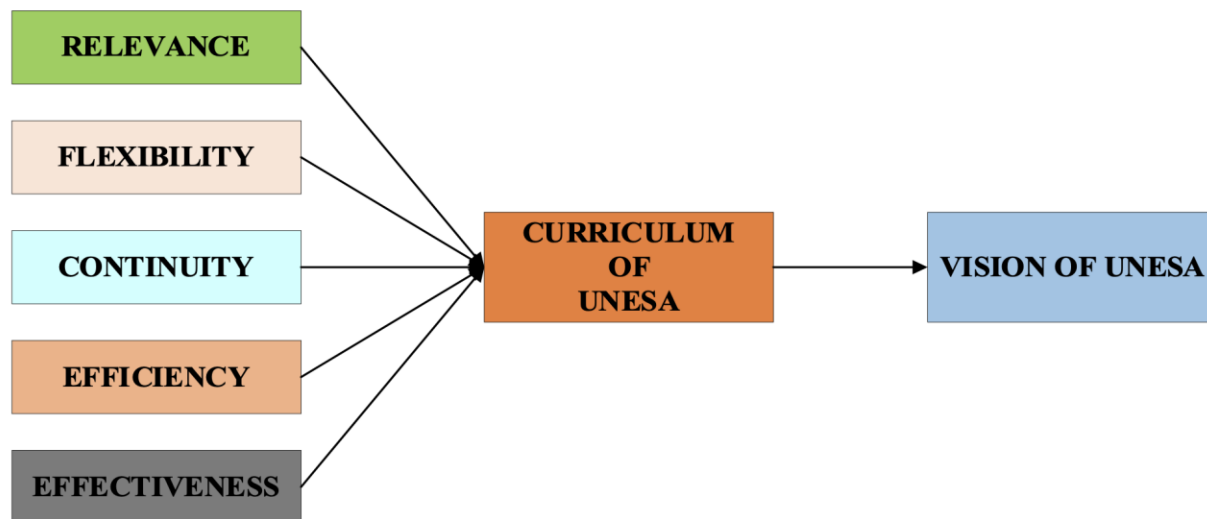 RELEVANCE
FLEXIBILITY
CONTINUITY
EFFICIENCY
EFFECTIVENESS
CURRICULUM
OF
UNESA
VISION OF UNESA